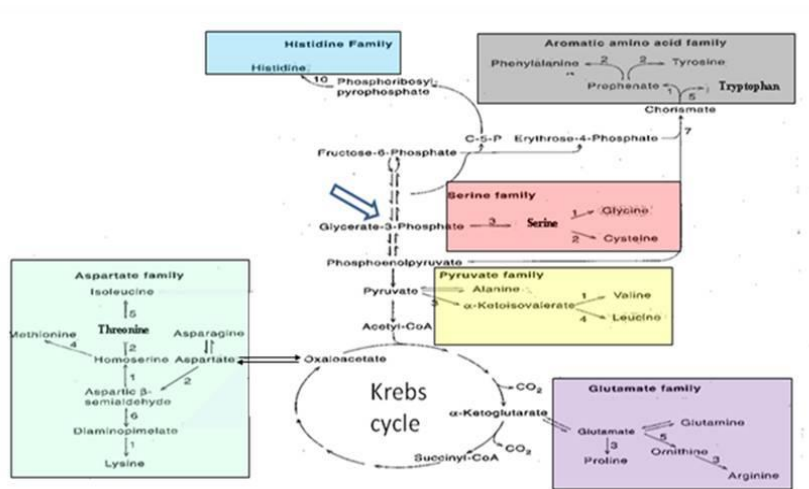 Histidine Family
Histidine
10
Phosphoribosyl
pyrophosphate
Aromatic amino acid family
Phenylalanine
2
2
Tyrosine
Prophenate
1
5
Tryptophan
Chorismate
7
C-5-P
Erythrose-4-Phosphate
Fructose-6-Phosphate
Serine family
Glycerate-3-Phosphate
3
Serine
1
Glycine
2
Cysteine
Phosphoenolpyruvate
Pyruvate family
Pyruvate
Alanine
3
α-Ketoisovalerate
1
Valine
4
Leucine
Acetyl-CoA
Aspartate family
Isoleucine
5
Threonine
Asparagine
Methionine
4
2
Homoserine
Aspartate
2
1
Aspartic β-
semialdehyde
6
Diaminopimelate
1
Lysine
Oxaloacetate
Krebs
cycle
CO2
α-Ketoglutarate
CO2
Succinyl-CoA
Glutamate family
Glutamate
Glutamine
3
5
Ornithine
Proline
3
Arginine